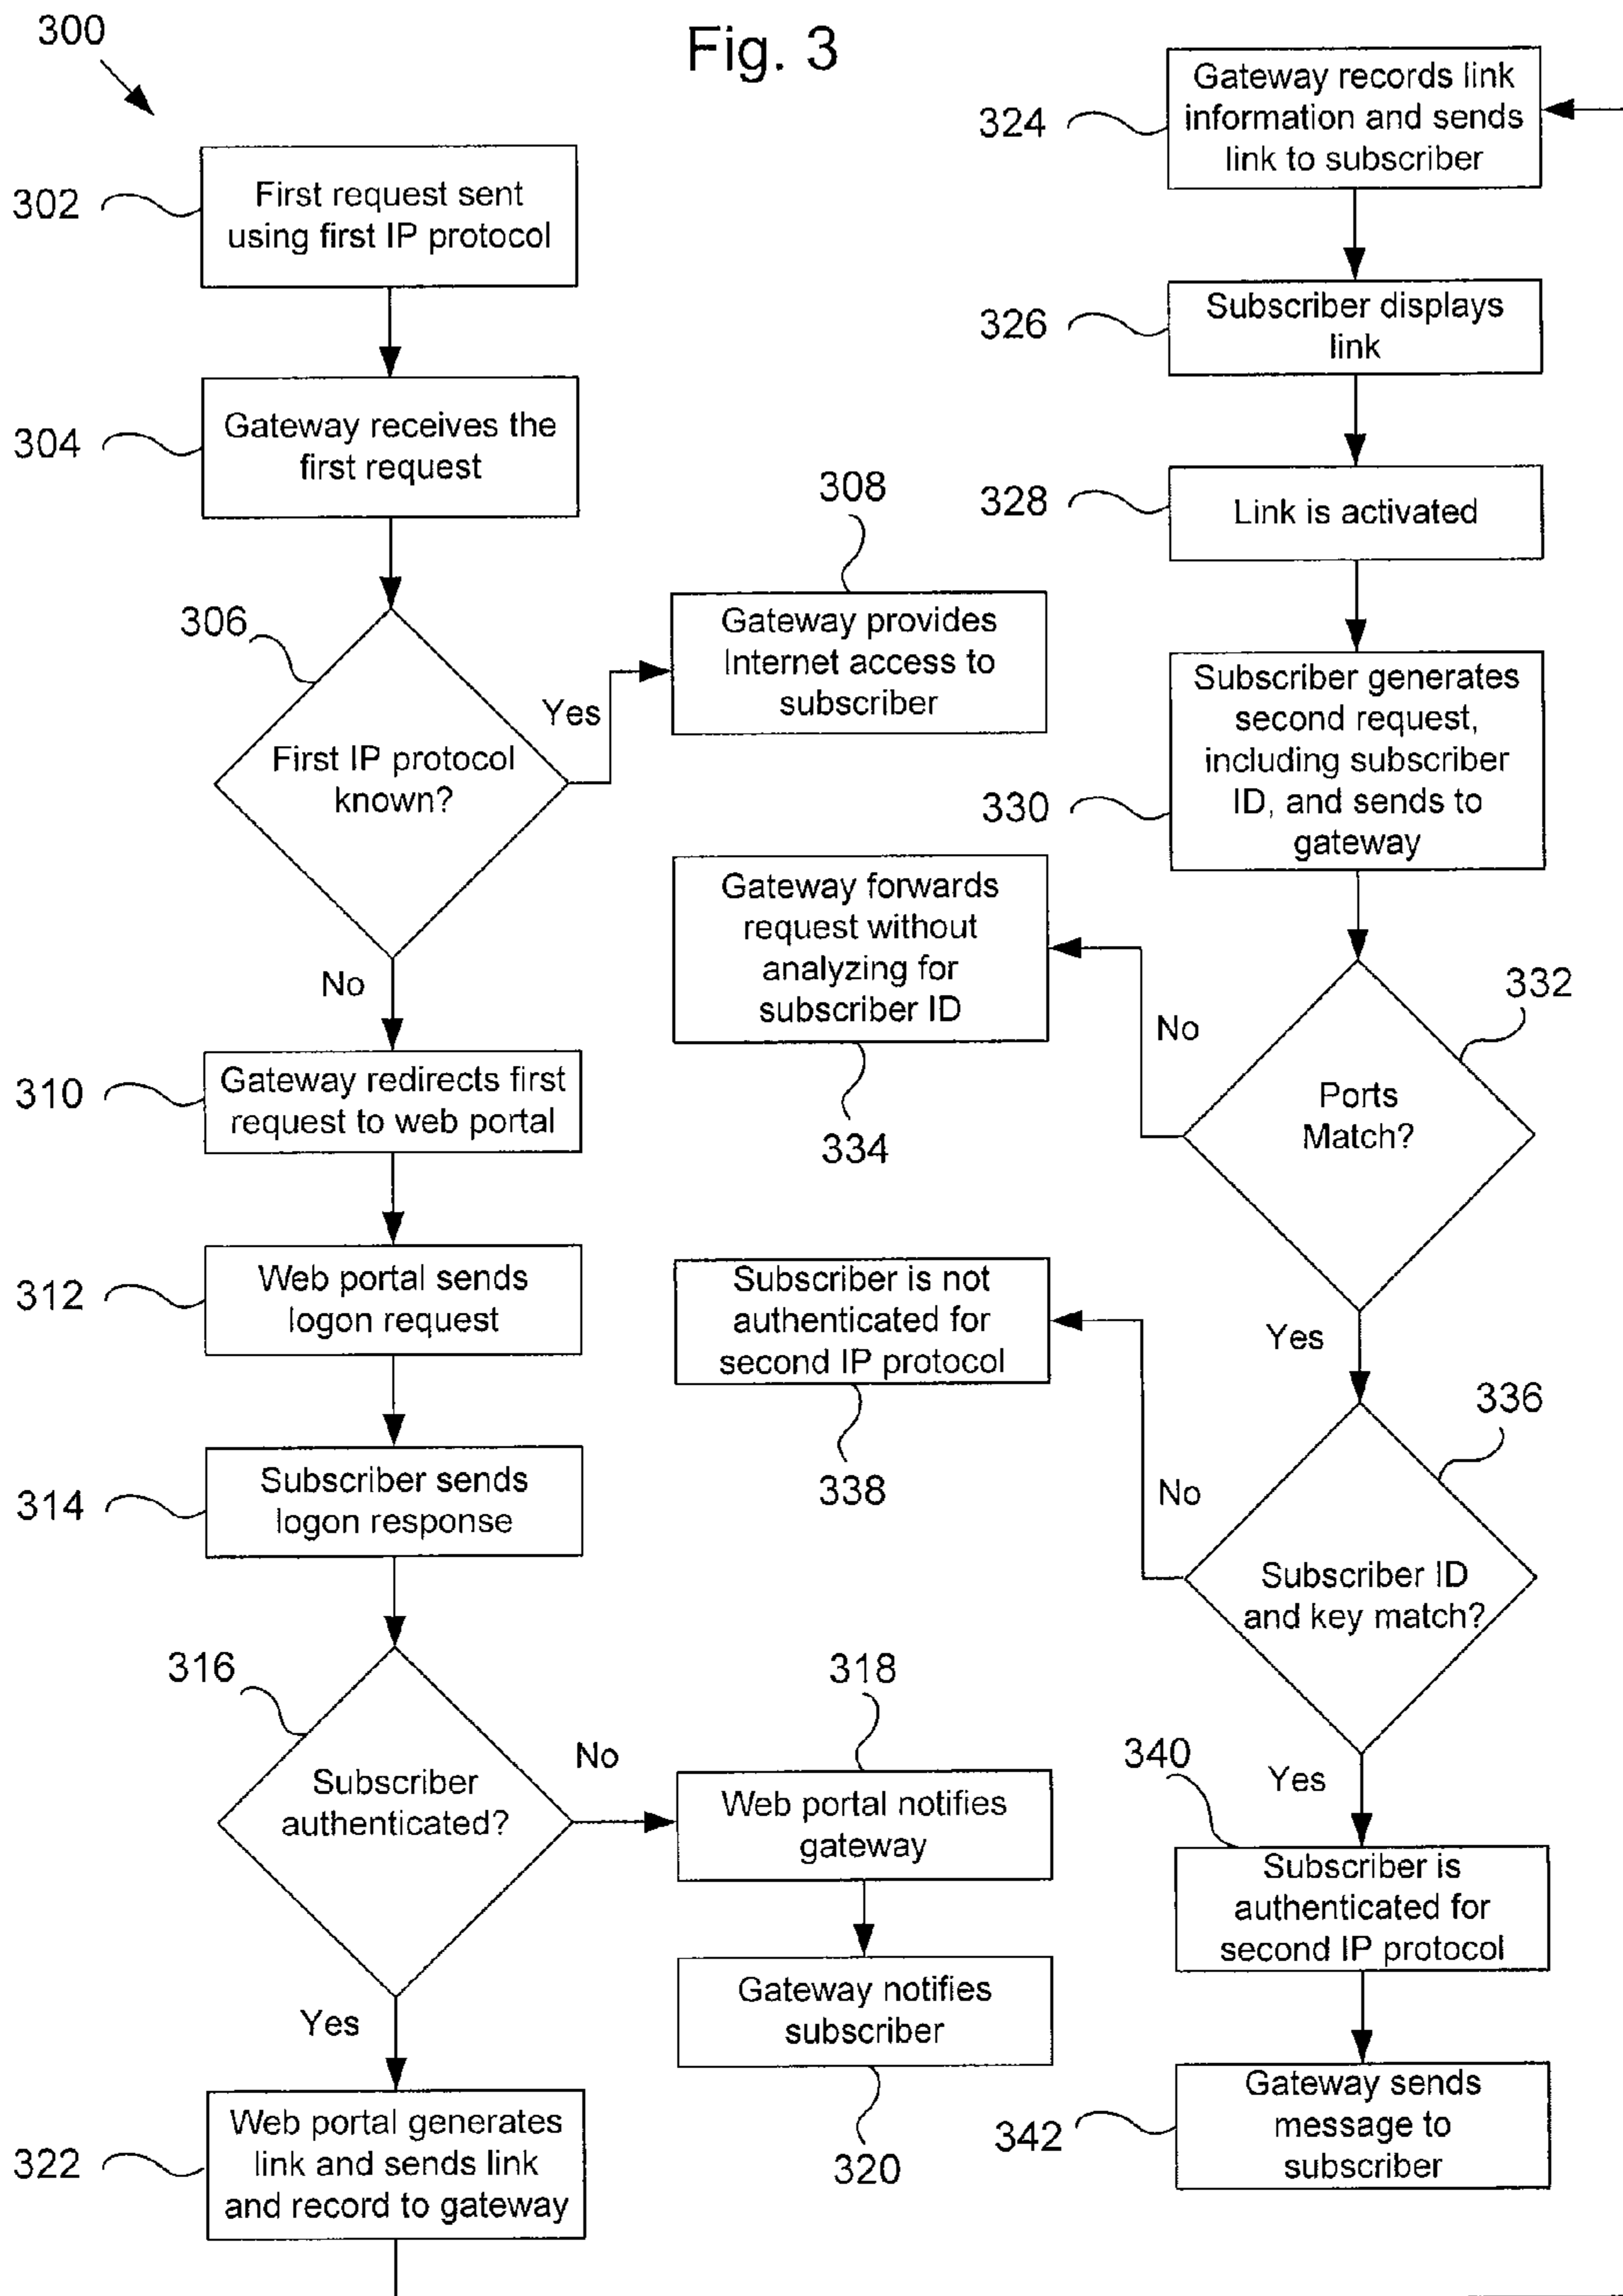 300
Fig. 3
302
First request sent
using first IP protocol
304
Gateway receives the
first request
306
First IP protocol
known?
Yes
308
Gateway provides
Internet access to
subscriber
No
310
Gateway redirects first
request to web portal
312
Web portal sends
logon request
314
Subscriber sends
logon response
316
Subscriber
authenticated?
No
318
Web portal notifies
gateway
Gateway notifies
subscriber
320
Yes
322
Web portal generates
link and sends link
and record to gateway
324
Gateway records link
information and sends
link to subscriber
326
Subscriber displays
link
328
Link is activated
330
Subscriber generates
second request,
including subscriber
ID, and sends to
gateway
332
Ports
Match?
No
Gateway forwards
request without
analyzing for
subscriber ID
334
Yes
336
Subscriber ID
and key match?
No
Subscriber is not
authenticated for
second IP protocol
338
Yes
340
Subscriber is
authenticated for
second IP protocol
342
Gateway sends
message to
subscriber